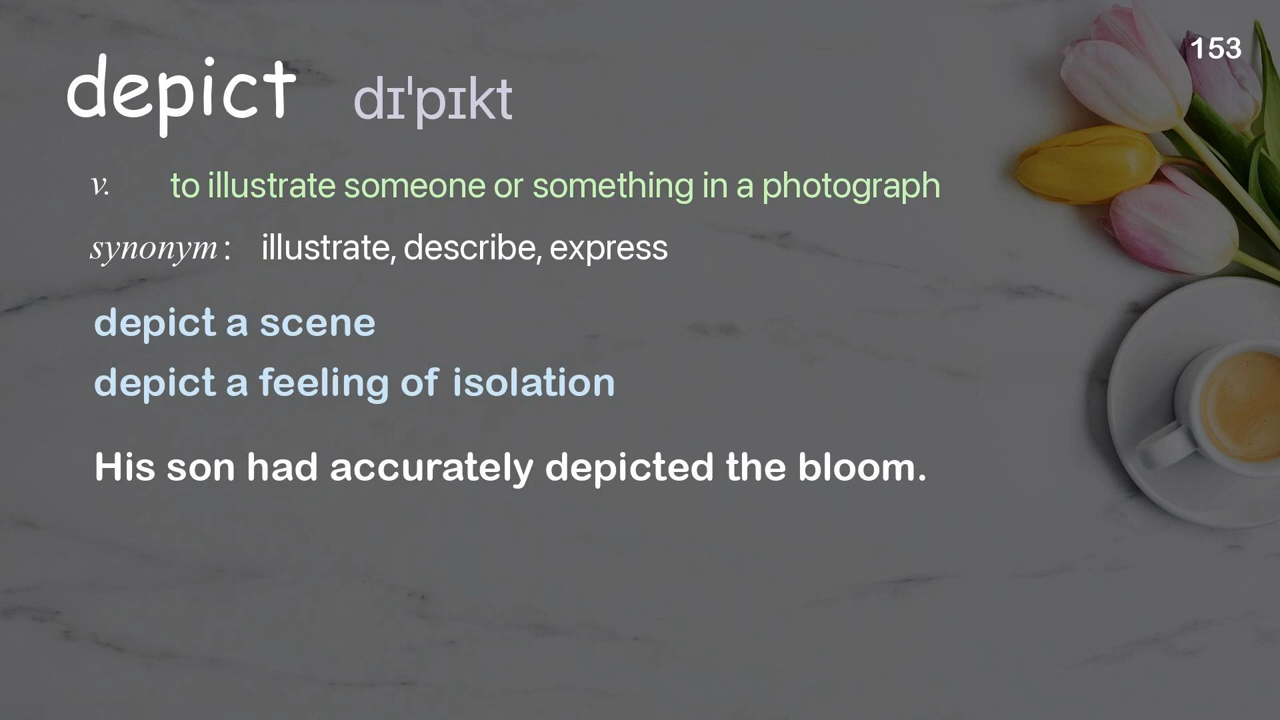 153
depict dɪˈpɪkt
v. to illustrate someone or something in a photograph
synonym: illustrate, describe, express
depict a scene
depict a feeling of isolation
His son had accurately depicted the bloom.